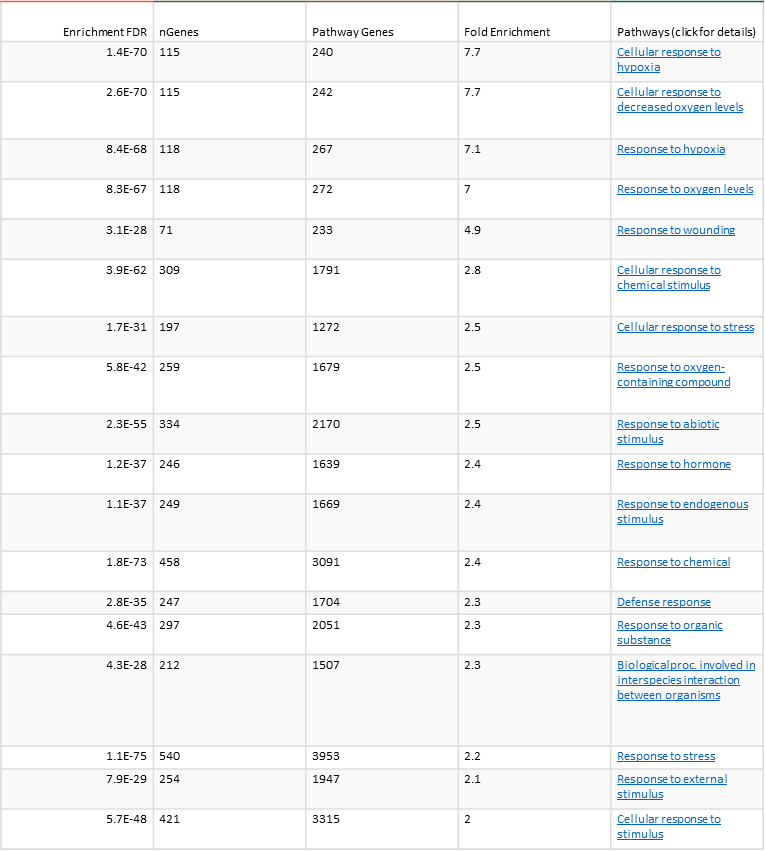 Enrichment FDR nGenes Pathway Genes Fold Enrichment Pathways (click for details)
1.4E-70 115 240 7.7 Cellular response to
hypoxia
2.6E-70 115 242 7.7 Cellular response to
decreased oxygen levels
8.4E-68 118 267 7.1 Response to hypoxia
8.3E-67 118 272 7 Response to oxygen levels
3.1E-28 71 233 4.9 Response to wounding
3.9E-62 309 1791 2.8 Cellular response to
chemical stimulus
1.7E-31 197 1272 2.5 Cellular response to stress
5.8E-42 259 1679 2.5 Response to oxygen-
containing compound
2.3E-55 334 2170 2.5 Response to abiotic
stimulus
1.2E-37 246 1639 2.4 Response to hormone
1.1E-37 249 1669 2.4 Response to endogenous
stimulus
1.8E-73 458 3091 2.4 Response to chemical
2.8E-35 247 1704 2.3 Defense response
4.6E-43 297 2051 2.3 Response to organic
substance
4.3E-28 212 1507 2.3 Biological proc. involved in
interspecies interaction
between organisms
1.1E-75 540 3953 2.2 Response to stress
7.9E-29 254 1947 2.1 Response to external
stimulus
5.7E-48 421 3315 2 Cellular response to
stimulus